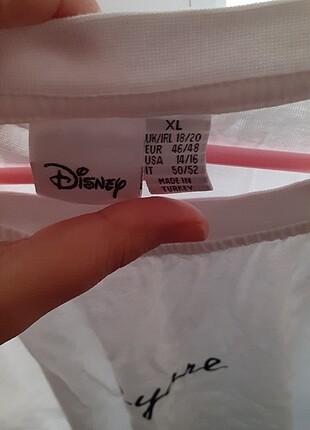 Disney
XL
UK/IRL 18/20
EUR 46/48
USA 14/16
IT 50/52
MADE IN
TURKEY